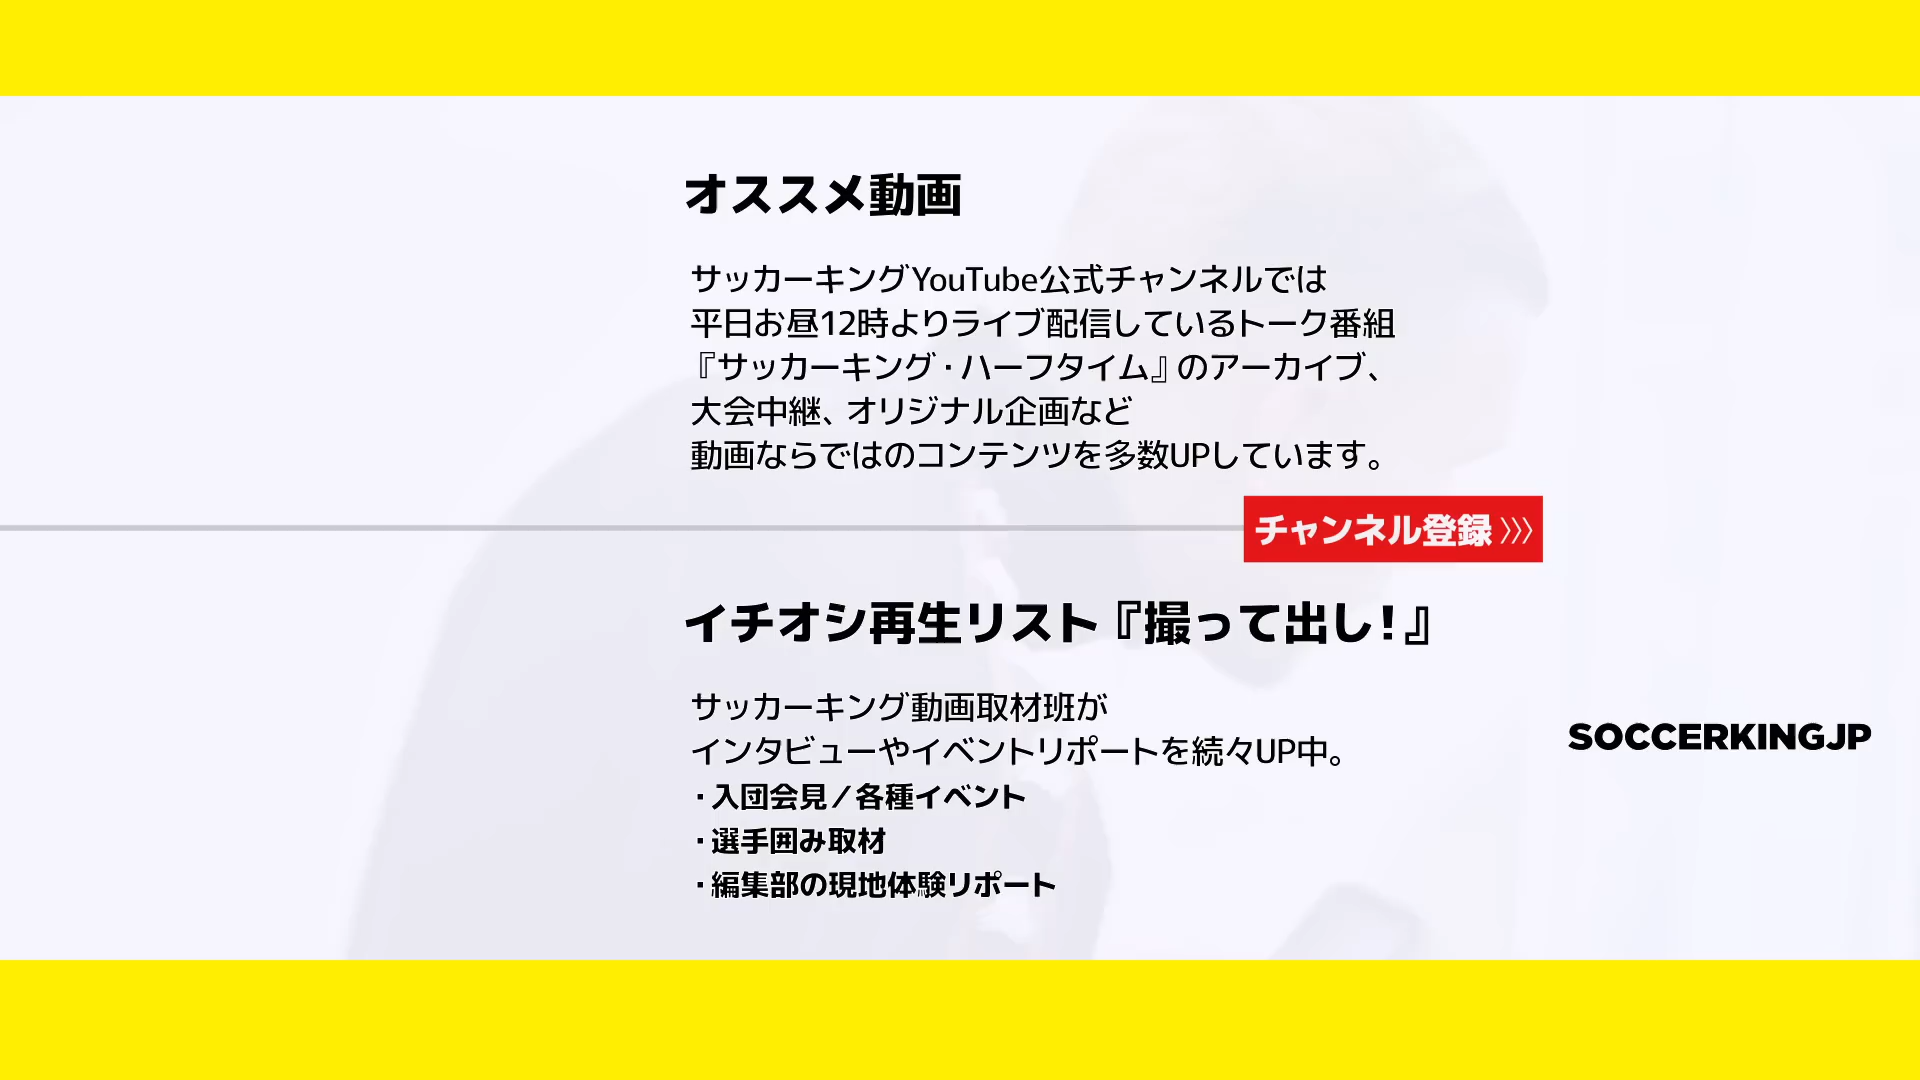 オススメ動画
サッカーキングYouTube公式チャンネルでは
平日お昼12時よりライブ配信しているトーク番組
『サッカーキング・ハーフタイム』のアーカイブ、
大会中継、オリジナル企画など
動画ならではのコンテンツを多数UPしています。
チャンネル登録 》〉
イチオシ再生リスト『撮って出し!』
サッカーキング動画取材班が
インタビューやイベントリポートを続々UP中。
・入団会見／各種イベント
・選手囲み取材
・編集部の現地体験リポート
SOCCERKINGJP